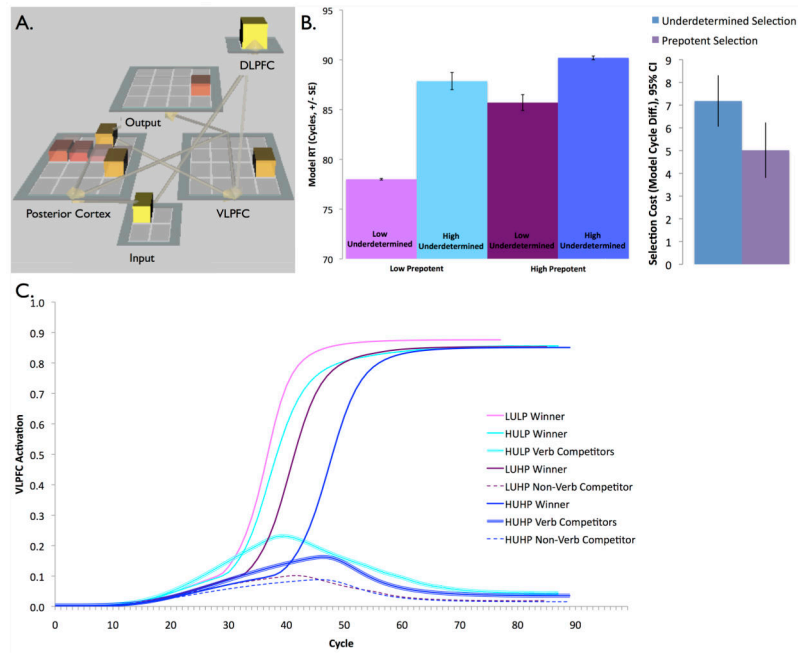 A.
DLPFC
Output
Posterior Cortex
VLPFC
Input
B.
Model RT (Cycles, +/- SE)
95
90
85
80
75
70
Low
Underdetermined
High
Underdetermined
Low
Underdetermined
High
Underdetermined
Low Prepotent
High Prepotent
Underdetermined Selection
Prepotent Selection
Selection Cost (Model Cycle Diff.), 95% CI
9
8
7
6
5
4
3
2
1
0
C.
VLPFC Activation
1.0
0.9
0.8
0.7
0.6
0.5
0.4
0.3
0.2
0.1
0.0
0 10 20 30 40 50 60 70 80 90
Cycle
LULP Winner
HULP Winner
HULP Verb Competitors
LUHP Winner
LUHP Non-Verb Competitor
HUHP Winner
HUHP Verb Competitors
HUHP Non-Verb Competitor